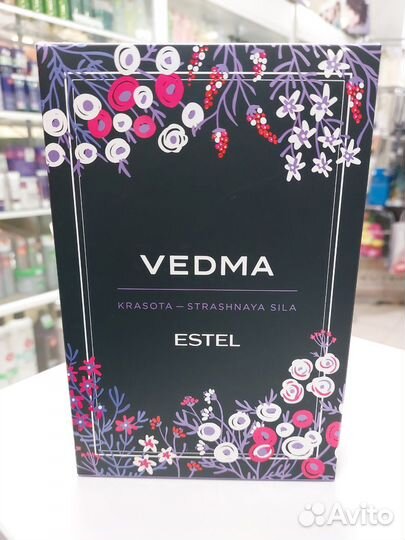 VEDMA
KRASOTA — STRASHNAYA SILA
ESTEL
Avito